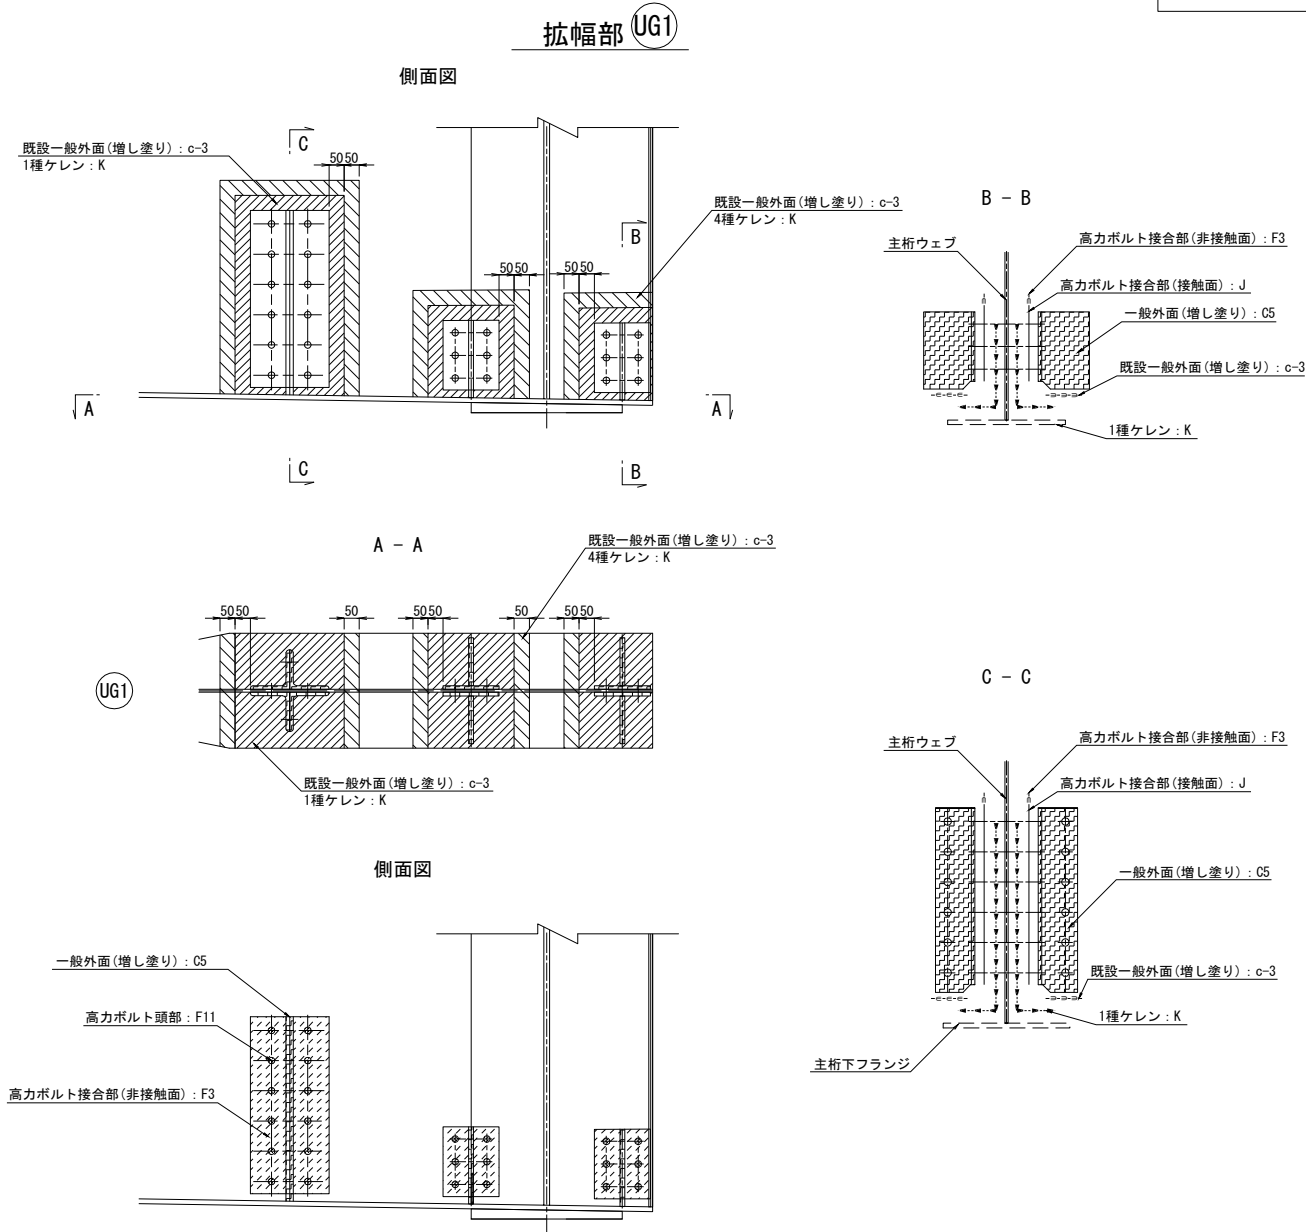 拡幅部 UG1
側面図
既設一般外面(増し塗り)：c-3
1種ケレン：K
C
50 50
既設一般外面(増し塗り)：c-3
4種ケレン：K
B
50 50
50 50
A
A
C
B
A - A
既設一般外面(増し塗り)：c-3
4種ケレン：K
50 50
50
50 50
50
50 50
UG1
既設一般外面(増し塗り)：c-3
1種ケレン：K
側面図
一般外面(増し塗り)：C5
高力ボルト頭部：F11
高力ボルト接合部(非接触面)：F3
B - B
主桁ウェブ
高力ボルト接合部(非接触面)：F3
高力ボルト接合部(接触面)：J
一般外面(増し塗り)：C5
既設一般外面(増し塗り)：c-3
1種ケレン：K
C - C
主桁ウェブ
高力ボルト接合部(非接触面)：F3
高力ボルト接合部(接触面)：J
一般外面(増し塗り)：C5
既設一般外面(増し塗り)：c-3
1種ケレン：K
主桁下フランジ